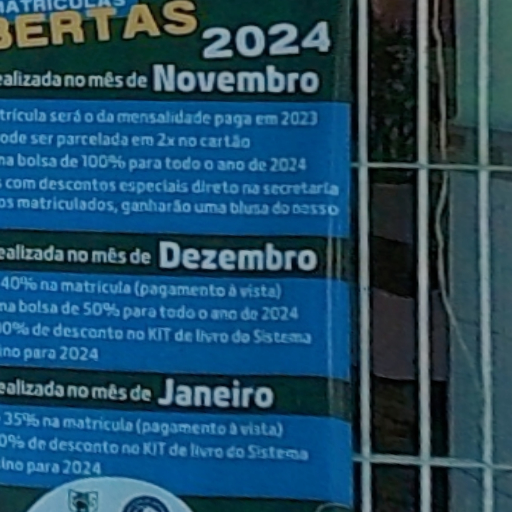 MATRÍCULAS
BERTAS
2024
ealizada no mês de Novembro
trícula será o da mensalidade paga em 2023
ode ser parcelada em 2x no cartão
na bolsa de 100% para todo o ano de 2024
s com descontos especiais direto na secretaria
os matriculados, ganharão uma blusa do nosso
ealizada no mês de Dezembro
40% na matrícula (pagamento à vista)
na bolsa de 50% para todo o ano de 2024
0% de desconto no KIT de livro do Sistema
ino para 2024
ealizada no mês de Janeiro
35% na matrícula (pagamento à vista)
0% de desconto no KIT de livro do Sistema
ino para 2024